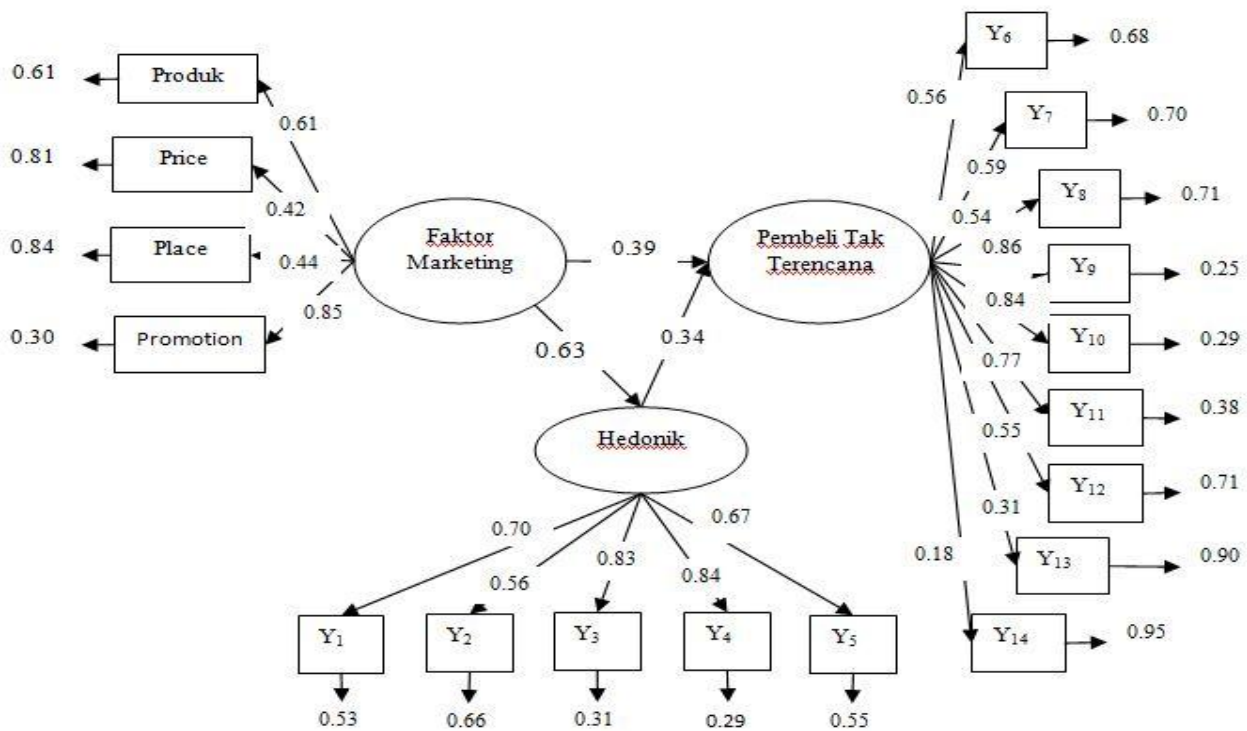 0.61
Produk
0.61
0.81
Price
0.42
0.84
Place
0.44
0.30
Promotion
0.85
Faktor
Marketing
0.39
0.63
0.34
Pembeli Tak
Terencana
Hedonik
0.70
0.56
0.83
0.84
0.67
Y1
Y2
Y3
Y4
Y5
0.53
0.66
0.31
0.29
0.55
0.56
Y6
0.68
0.59
Y7
0.70
0.54
Y8
0.71
0.86
Y9
0.25
0.84
Y10
0.29
0.77
Y11
0.38
0.55
Y12
0.71
0.31
Y13
0.90
0.18
Y14
0.95